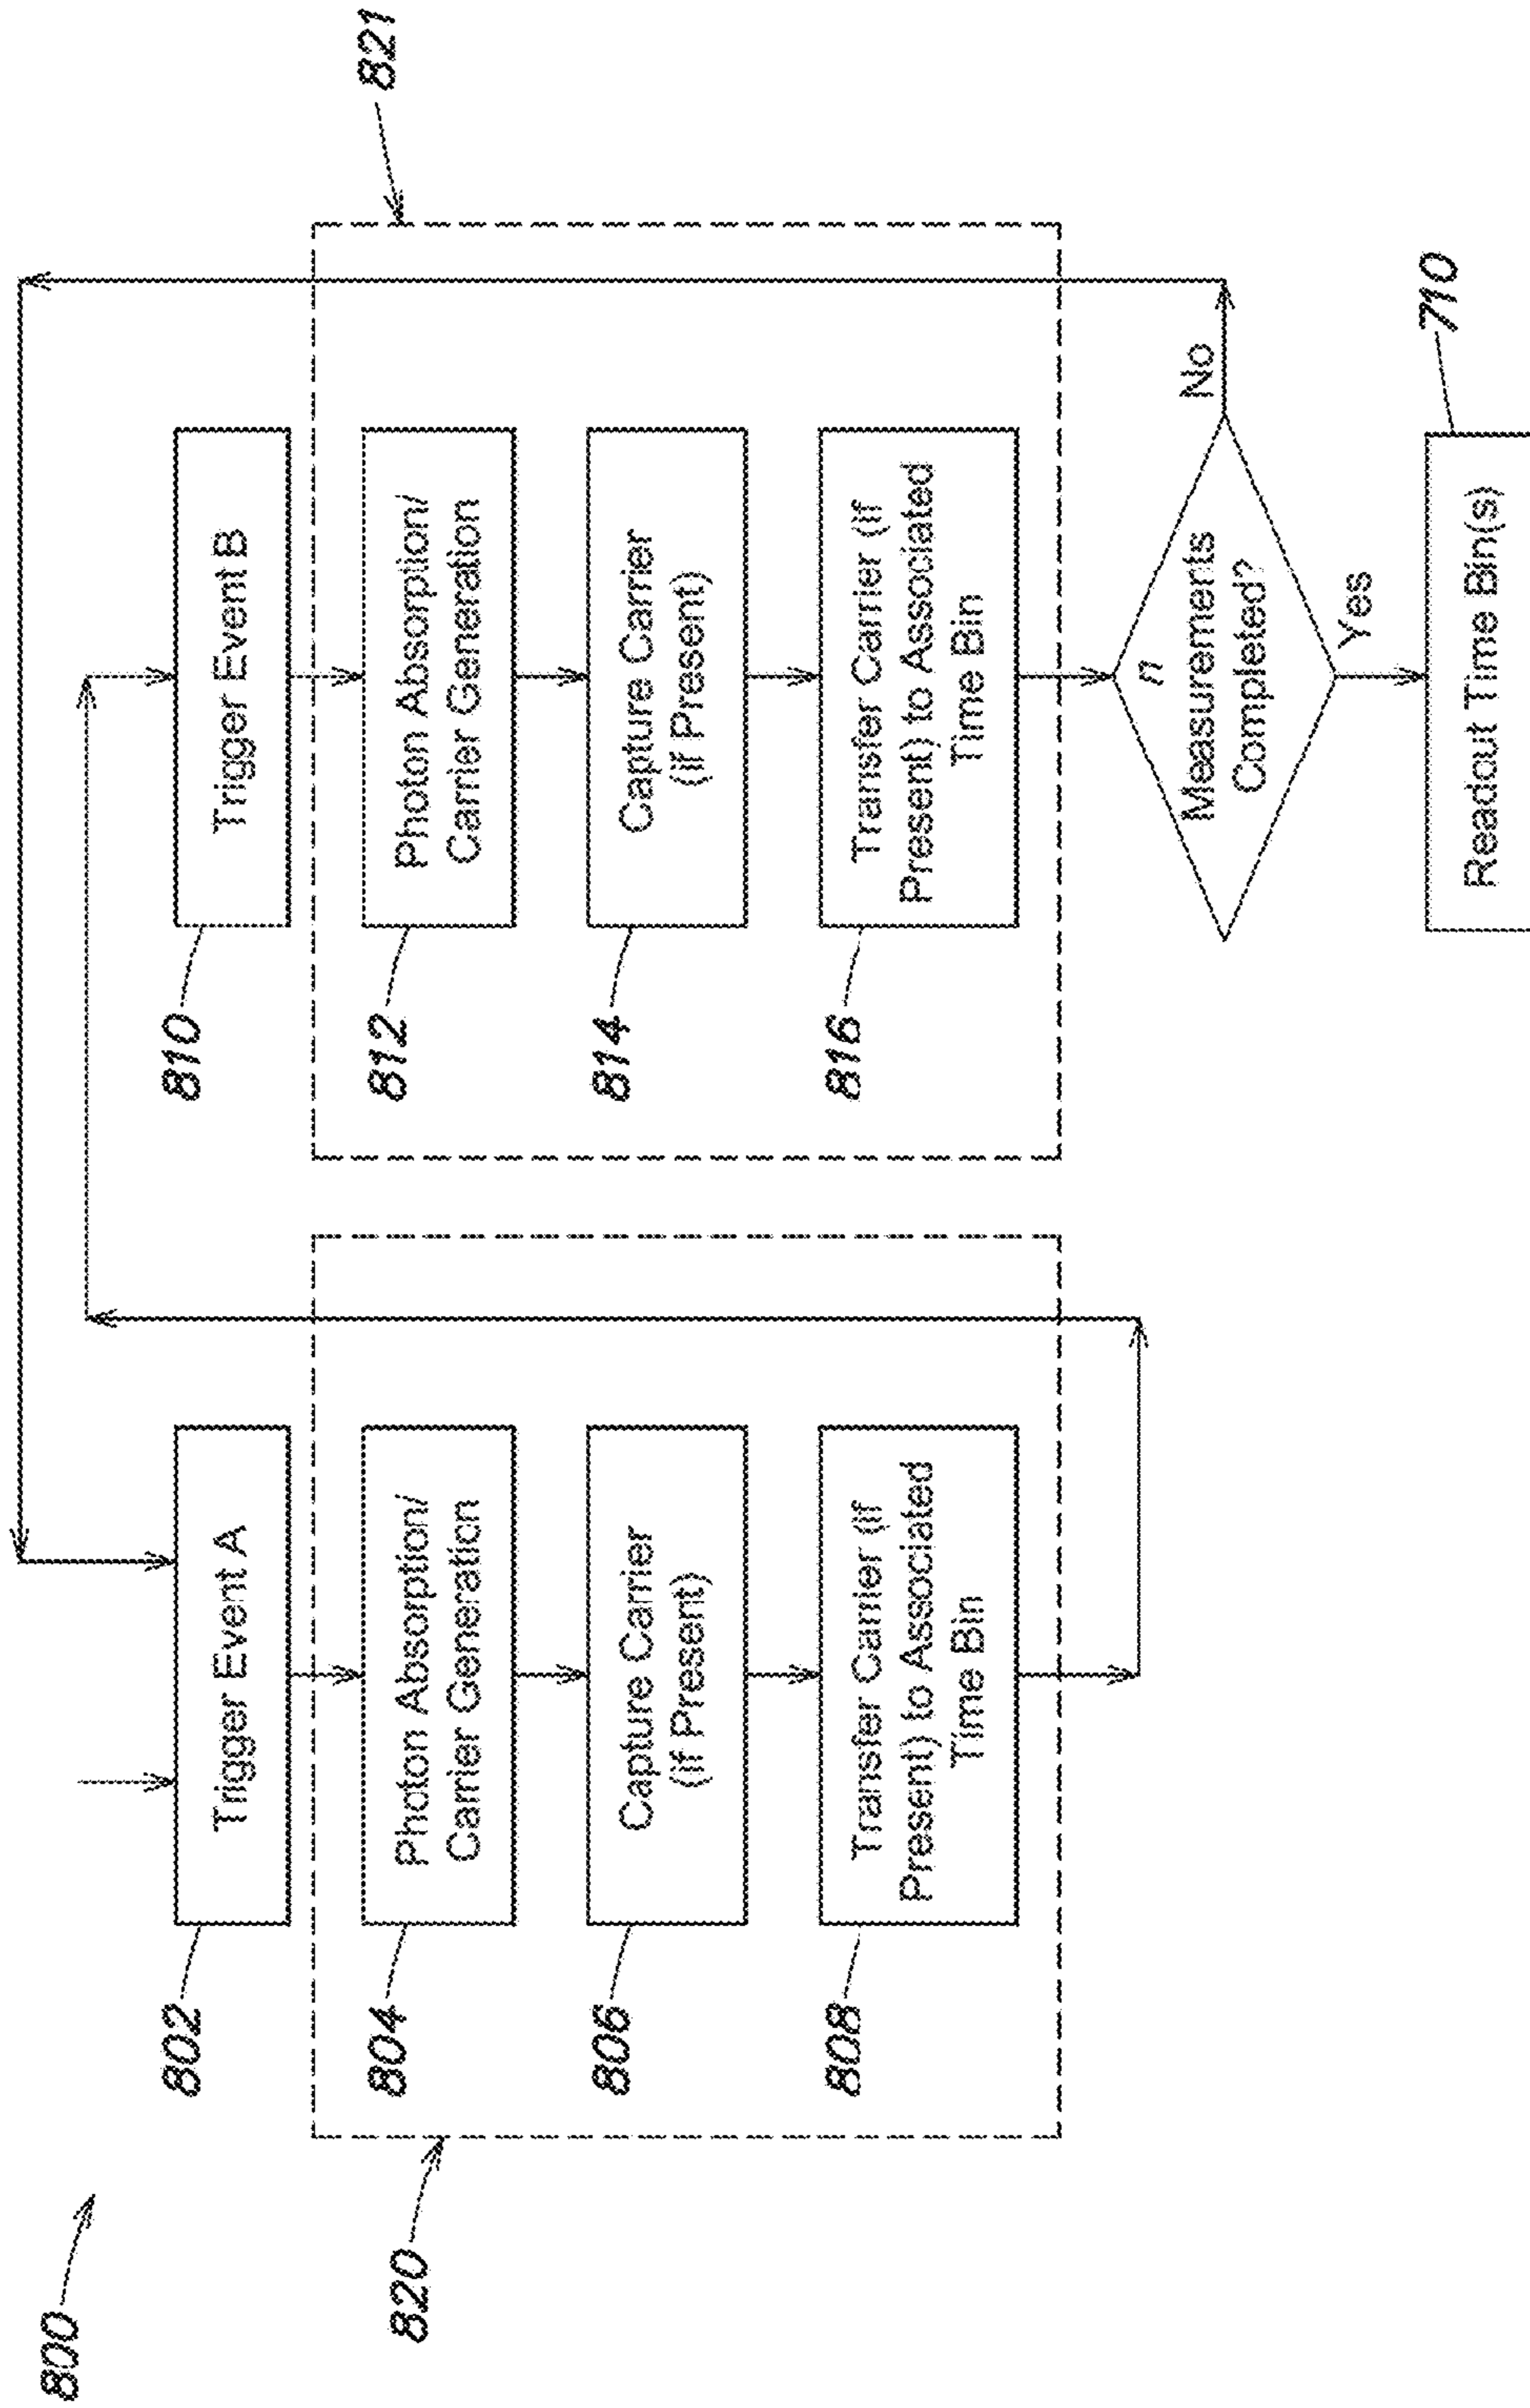 800
820
802
Trigger Event A
804
Photon Absorption/
Carrier Generation
806
Capture Carrier
(if Present)
808
Transfer Carrier (if
Present) to Associated
Time Bin
821
810
Trigger Event B
812
Photon Absorption/
Carrier Generation
814
Capture Carrier
(if Present)
816
Transfer Carrier (if
Present) to Associated
Time Bin
n
Measurements
Completed?
No
Yes
710
Readout Time Bin(s)